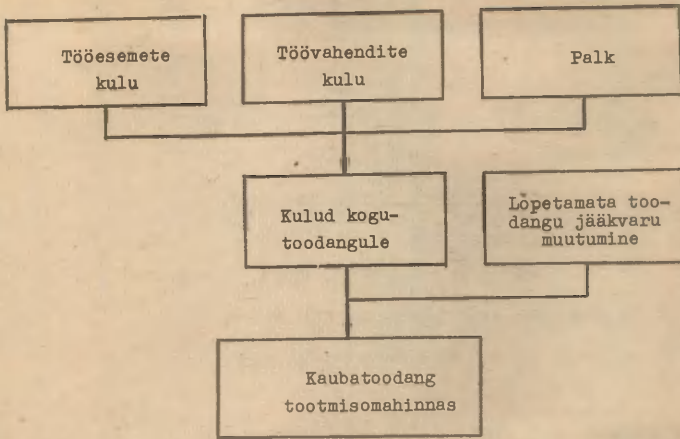 Tööesemete
kulu
Töövahendite
kulu
Palk
Kulud kogu-
toodangule
Lõpetamata too-
dangu jääkvaru
muutumine
Kaubatoodang
tootmisomahinnas